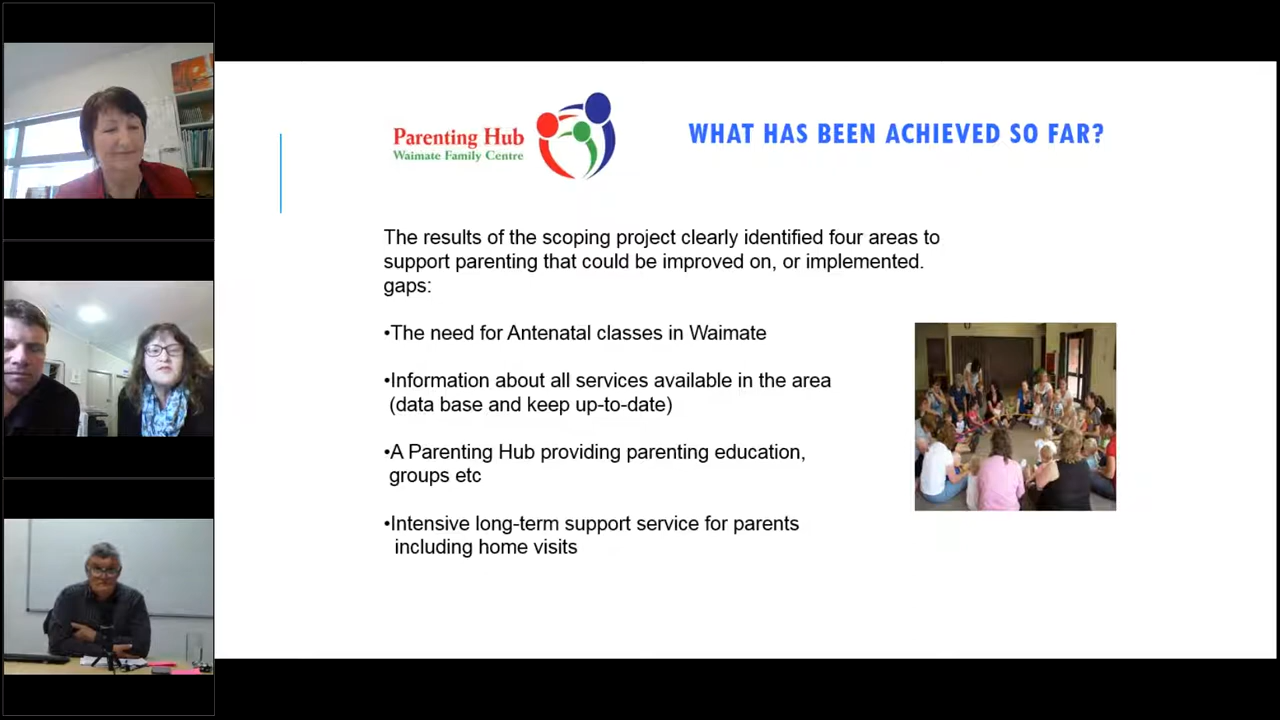 Parenting Hub
Waimate Family Centre
WHAT HAS BEEN ACHIEVED SO FAR?
The results of the scoping project clearly identified four areas to
support parenting that could be improved on, or implemented.
gaps:
•The need for Antenatal classes in Waimate
•Information about all services available in the area
(data base and keep up-to-date)
•A Parenting Hub providing parenting education,
groups etc
•Intensive long-term support service for parents
including home visits